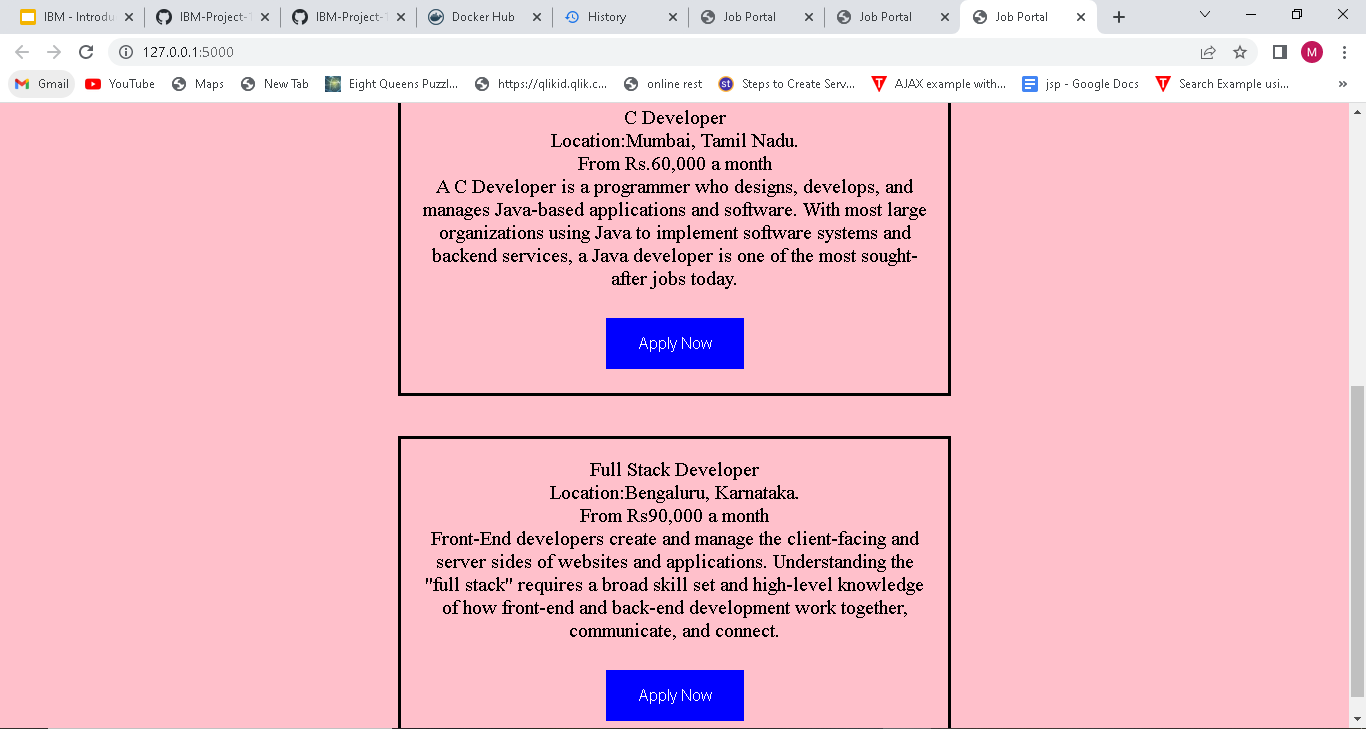 IBM - Introdu
IBM-Project-1
IBM-Project-1
Docker Hub
History
Job Portal
Job Portal
Job Portal
127.0.0.1:5000
M
Gmail
YouTube
Maps
New Tab
Eight Queens Puzzl...
https://qlikid.qlik.c...
online rest
st
Steps to Create Serv...
AJAX example with...
jsp - Google Docs
Search Example usi...
C Developer
Location:Mumbai, Tamil Nadu.
From Rs.60,000 a month
A C Developer is a programmer who designs, develops, and
manages Java-based applications and software. With most large
organizations using Java to implement software systems and
backend services, a Java developer is one of the most sought-
after jobs today.
Apply Now
Full Stack Developer
Location:Bengaluru, Karnataka.
From Rs90,000 a month
Front-End developers create and manage the client-facing and
server sides of websites and applications. Understanding the
"full stack" requires a broad skill set and high-level knowledge
of how front-end and back-end development work together,
communicate, and connect.
Apply Now